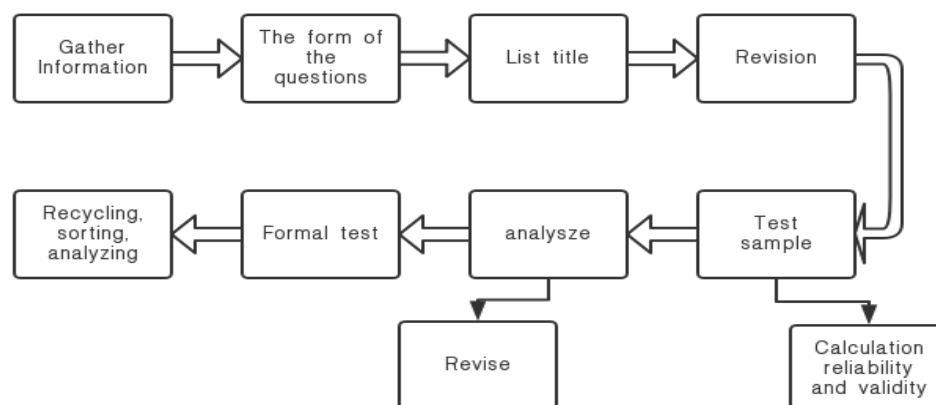 Gather
Information
The form of
the
questions
List title
Revision
Recycling,
sorting,
analyzing
Formal test
analysze
Test
sample
Revise
Calculation
reliability
and validity